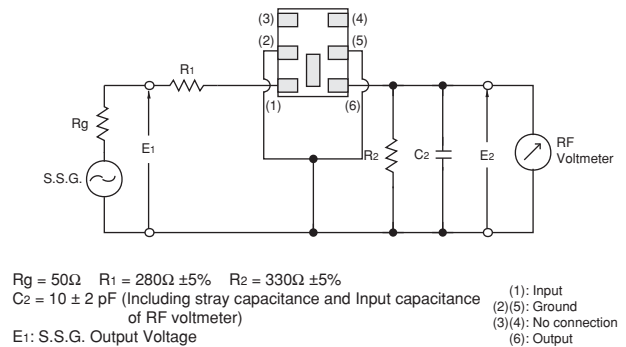 (3) (4)
(2) (5)
R1
(1) (6)
Rg
E1
R2 C2 E2
RF
Voltmeter
S.S.G.
Rg = 50Ω R1 = 280Ω ±5% R2 = 330Ω ±5%
C2 = 10 ± 2 pF (Including stray capacitance and Input capacitance
of RF voltmeter)
E1: S.S.G. Output Voltage
(1): Input
(2)(5): Ground
(3)(4): No connection
(6): Output